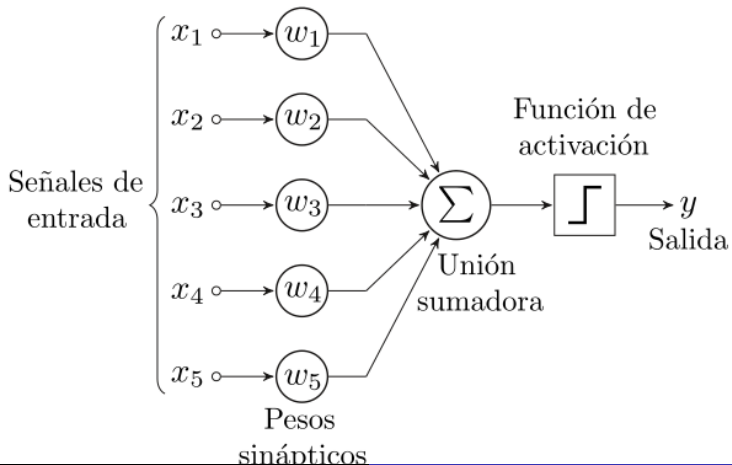 x1 w1
x2 w2
Función de
activación
Señales de
entrada
x3 w3 ∑ y
Salida
Unión
sumadora
x4 w4
x5 w5
Pesos
sinápticos